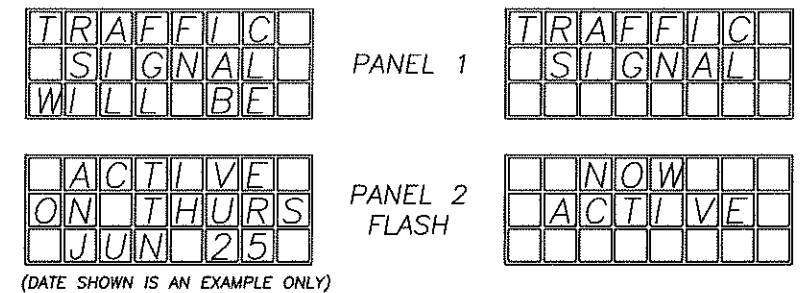 TRAFFIC
SIGNAL
WILL BE
PANEL 1
TRAFFIC
SIGNAL
ACTIVE
ON THURS
JUN 25
PANEL 2
FLASH
NOW
ACTIVE
(DATE SHOWN IS AN EXAMPLE ONLY)